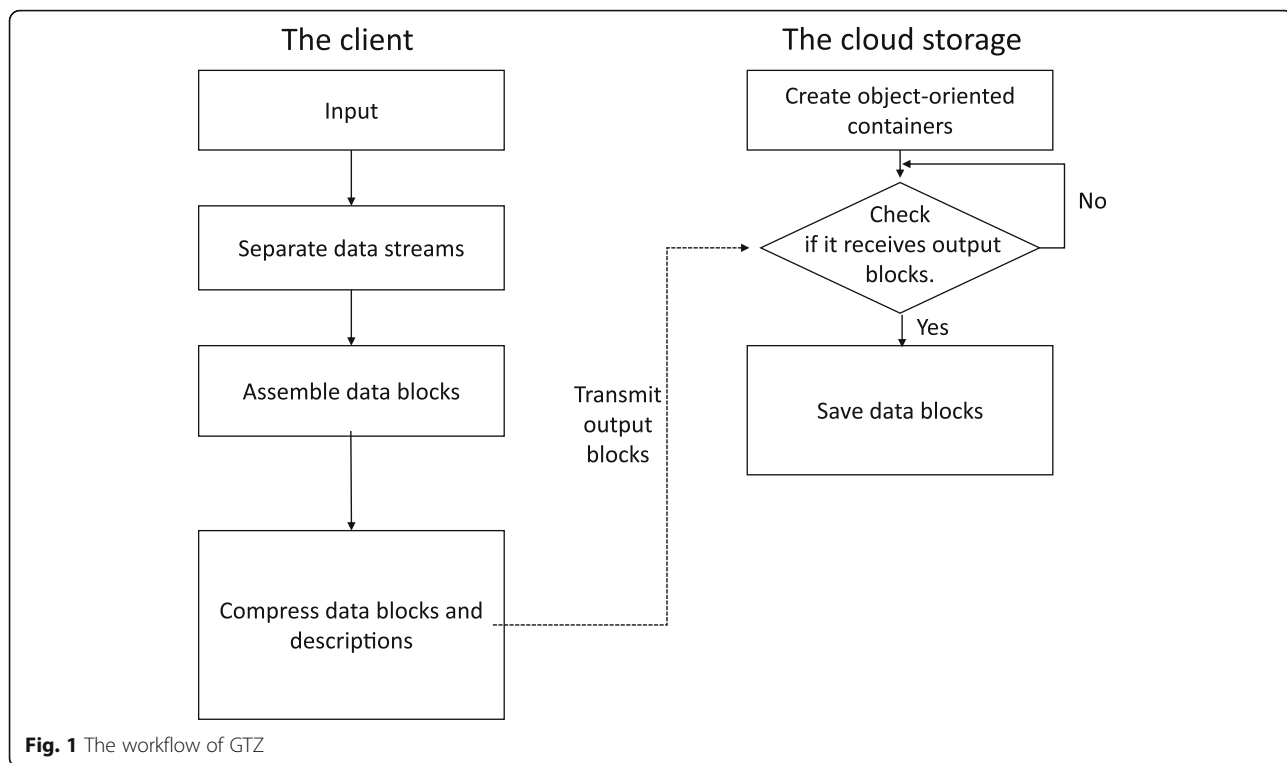 The client
Input
Separate data streams
Assemble data blocks
Compress data blocks and
descriptions
Transmit
output
blocks
The cloud storage
Create object-oriented
containers
Check
if it receives output
blocks.
No
Yes
Save data blocks
Fig. 1 The workflow of GTZ